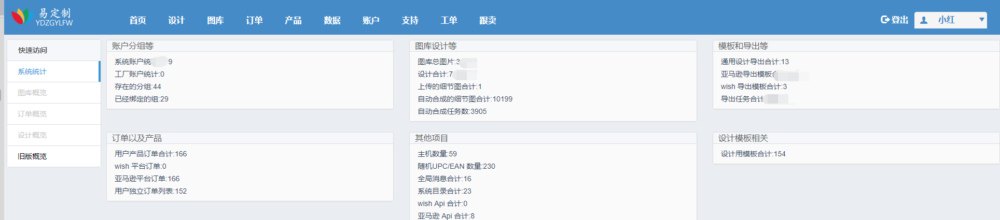 易定制
YDZGYLFW
首页 设计 图库 订单 产品 数据 账户 支持 工单 跟卖
登出 小红
快速访问
系统统计
图库概览
订单概览
设计概览
旧版概览
账户分组等
系统账户统 9
工厂账户统计:0
存在的分组:44
已经绑定的组:29
图库设计等
图库总图片:3
设计合计:7
上传的细节图合计:1
自动合成的细节图合计:10199
自动合成任务数:3905
模板和导出等
通用设计导出合计:13
亚马逊导出模板
wish 导出模板合计:3
导出任务合计
订单以及产品
用户产品订单合计:166
wish 平台订单:0
亚马逊平台订单:166
用户独立订单列表:152
其他项目
主机数量:59
随机UPC/EAN 数量:230
全局消息合计:16
系统目录合计:23
wish Api 合计:0
亚马逊 Api 合计:8
设计模板相关
设计用模板合计:154